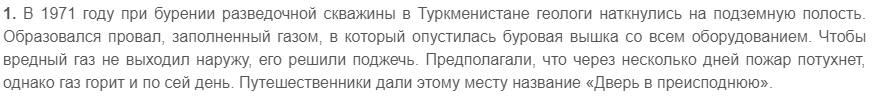 1. В 1971 году при бурении разведочной скважины в Туркменистане геологи наткнулись на подземную полость.
Образовался провал, заполненный газом, в который опустилась буровая вышка со всем оборудованием. Чтобы
вредный газ не выходил наружу, его решили поджечь. Предполагали, что через несколько дней пожар потухнет,
однако газ горит и по сей день. Путешественники дали этому месту название «Дверь в преисподнюю».